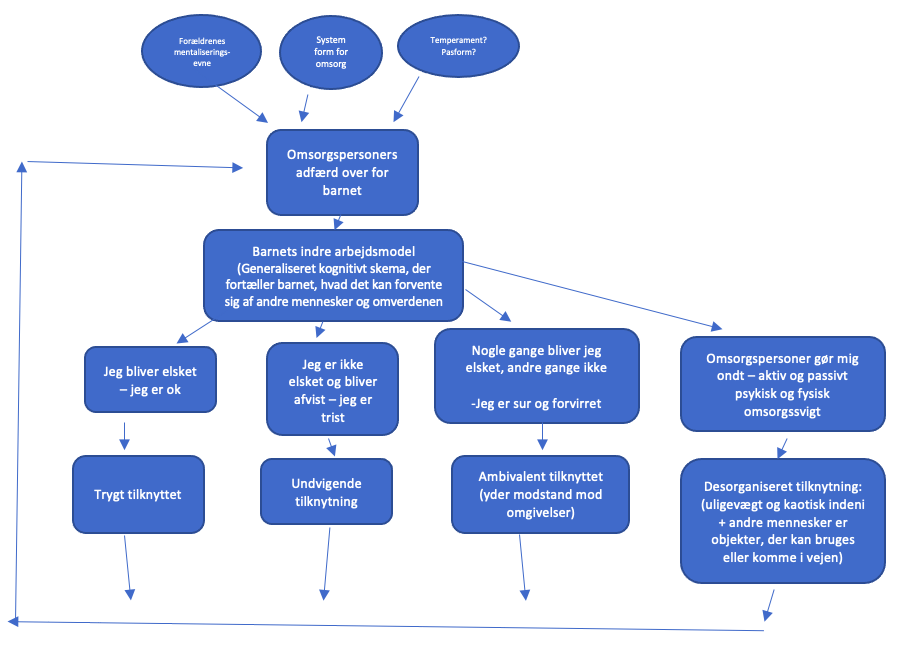 Forældrenes
mentaliserings-
evne
System
form for
omsorg
Temperament?
Pasform?
Omsorgspersoners
adfærd over for
barnet
Barnets indre arbejdsmodel
(Generaliseret kognitivt skema, der
fortæller barnet, hvad det kan forvente
sig af andre mennesker og omverdenen
Jeg bliver elsket
– jeg er ok
Jeg er ikke
elsket og bliver
afvist – jeg er
trist
Nogle gange bliver jeg
elsket, andre gange ikke
-Jeg er sur og forvirret
Omsorgspersoner gør mig
ondt – aktiv og passivt
psykisk og fysisk
omsorgssvigt
Trygt tilknyttet
Undvigende
tilknytning
Ambivalent tilknyttet
(yder modstand mod
omgivelser)
Desorganiseret tilknytning:
(uligevægt og kaotisk indeni
+ andre mennesker er
objekter, der kan bruges
eller komme i vejen)